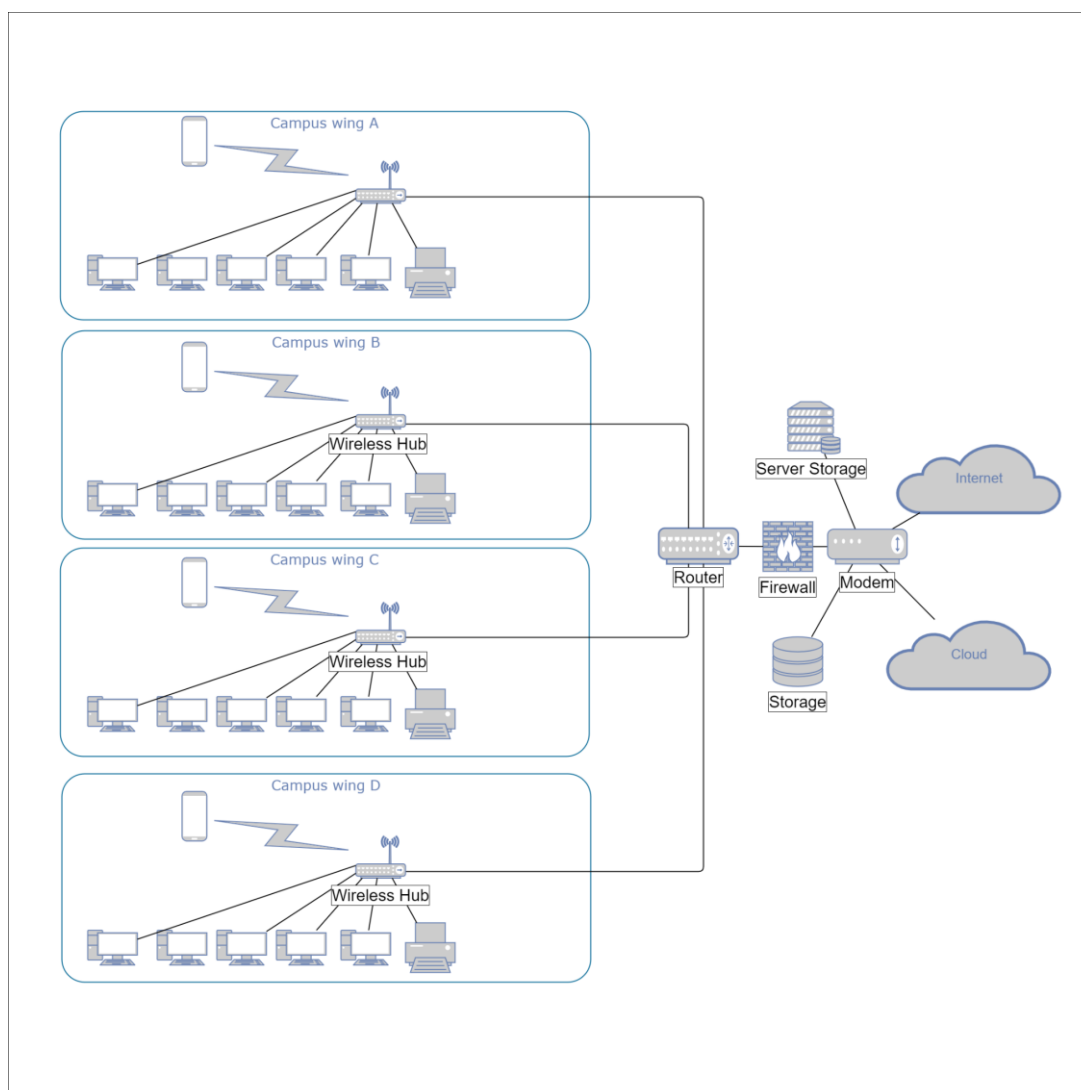 Campus wing A
Campus wing B
Wireless Hub
Server Storage
Internet
Router
Firewall
Modem
Campus wing C
Wireless Hub
Cloud
Storage
Campus wing D
Wireless Hub